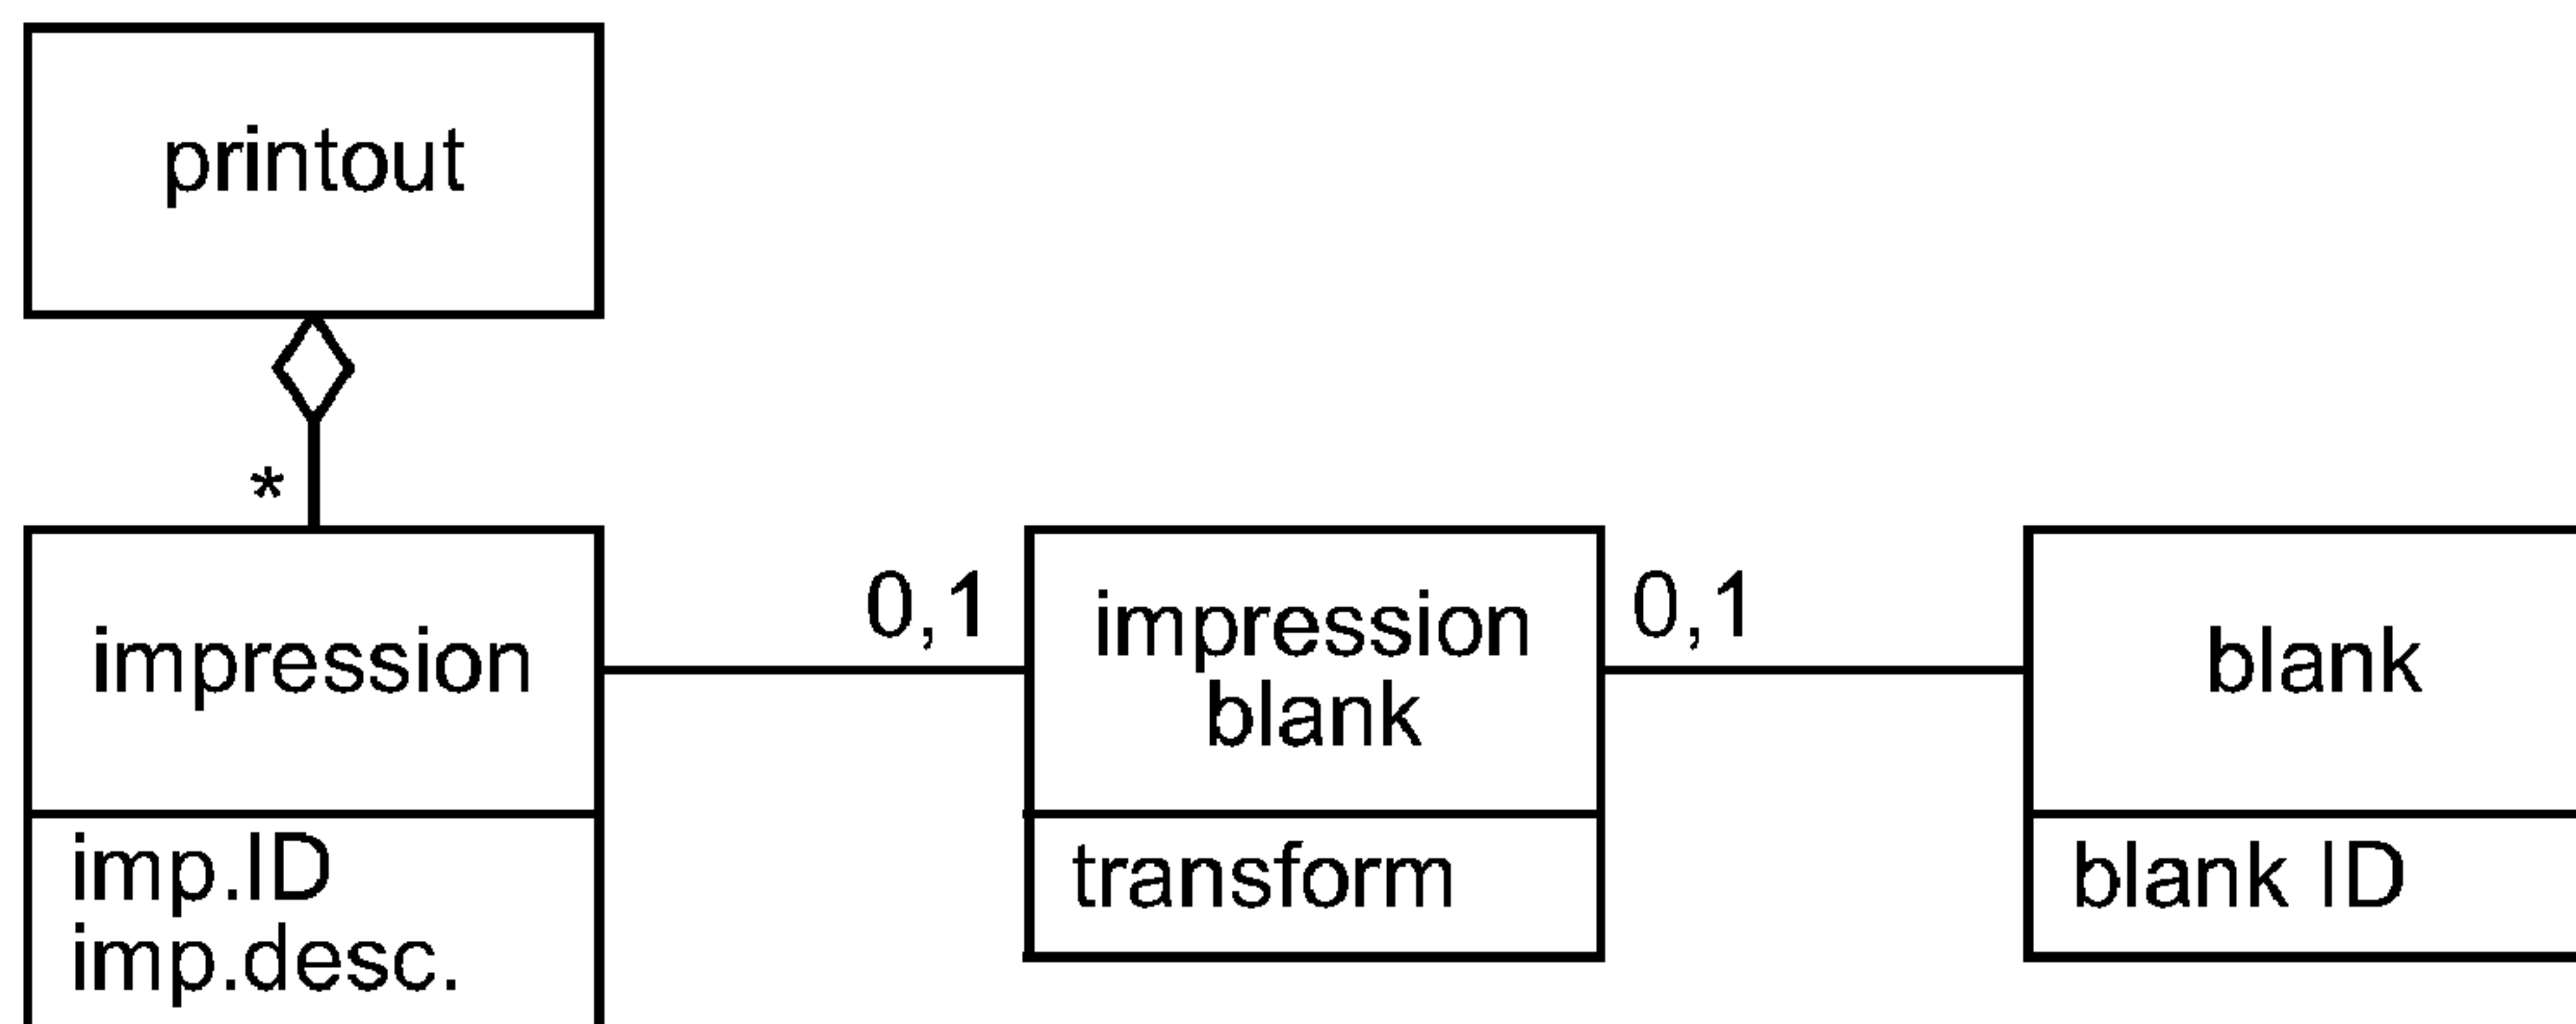 printout
*
impression
0,1
impression
blank
0,1
blank
imp.ID
imp.desc.
transform
blank ID